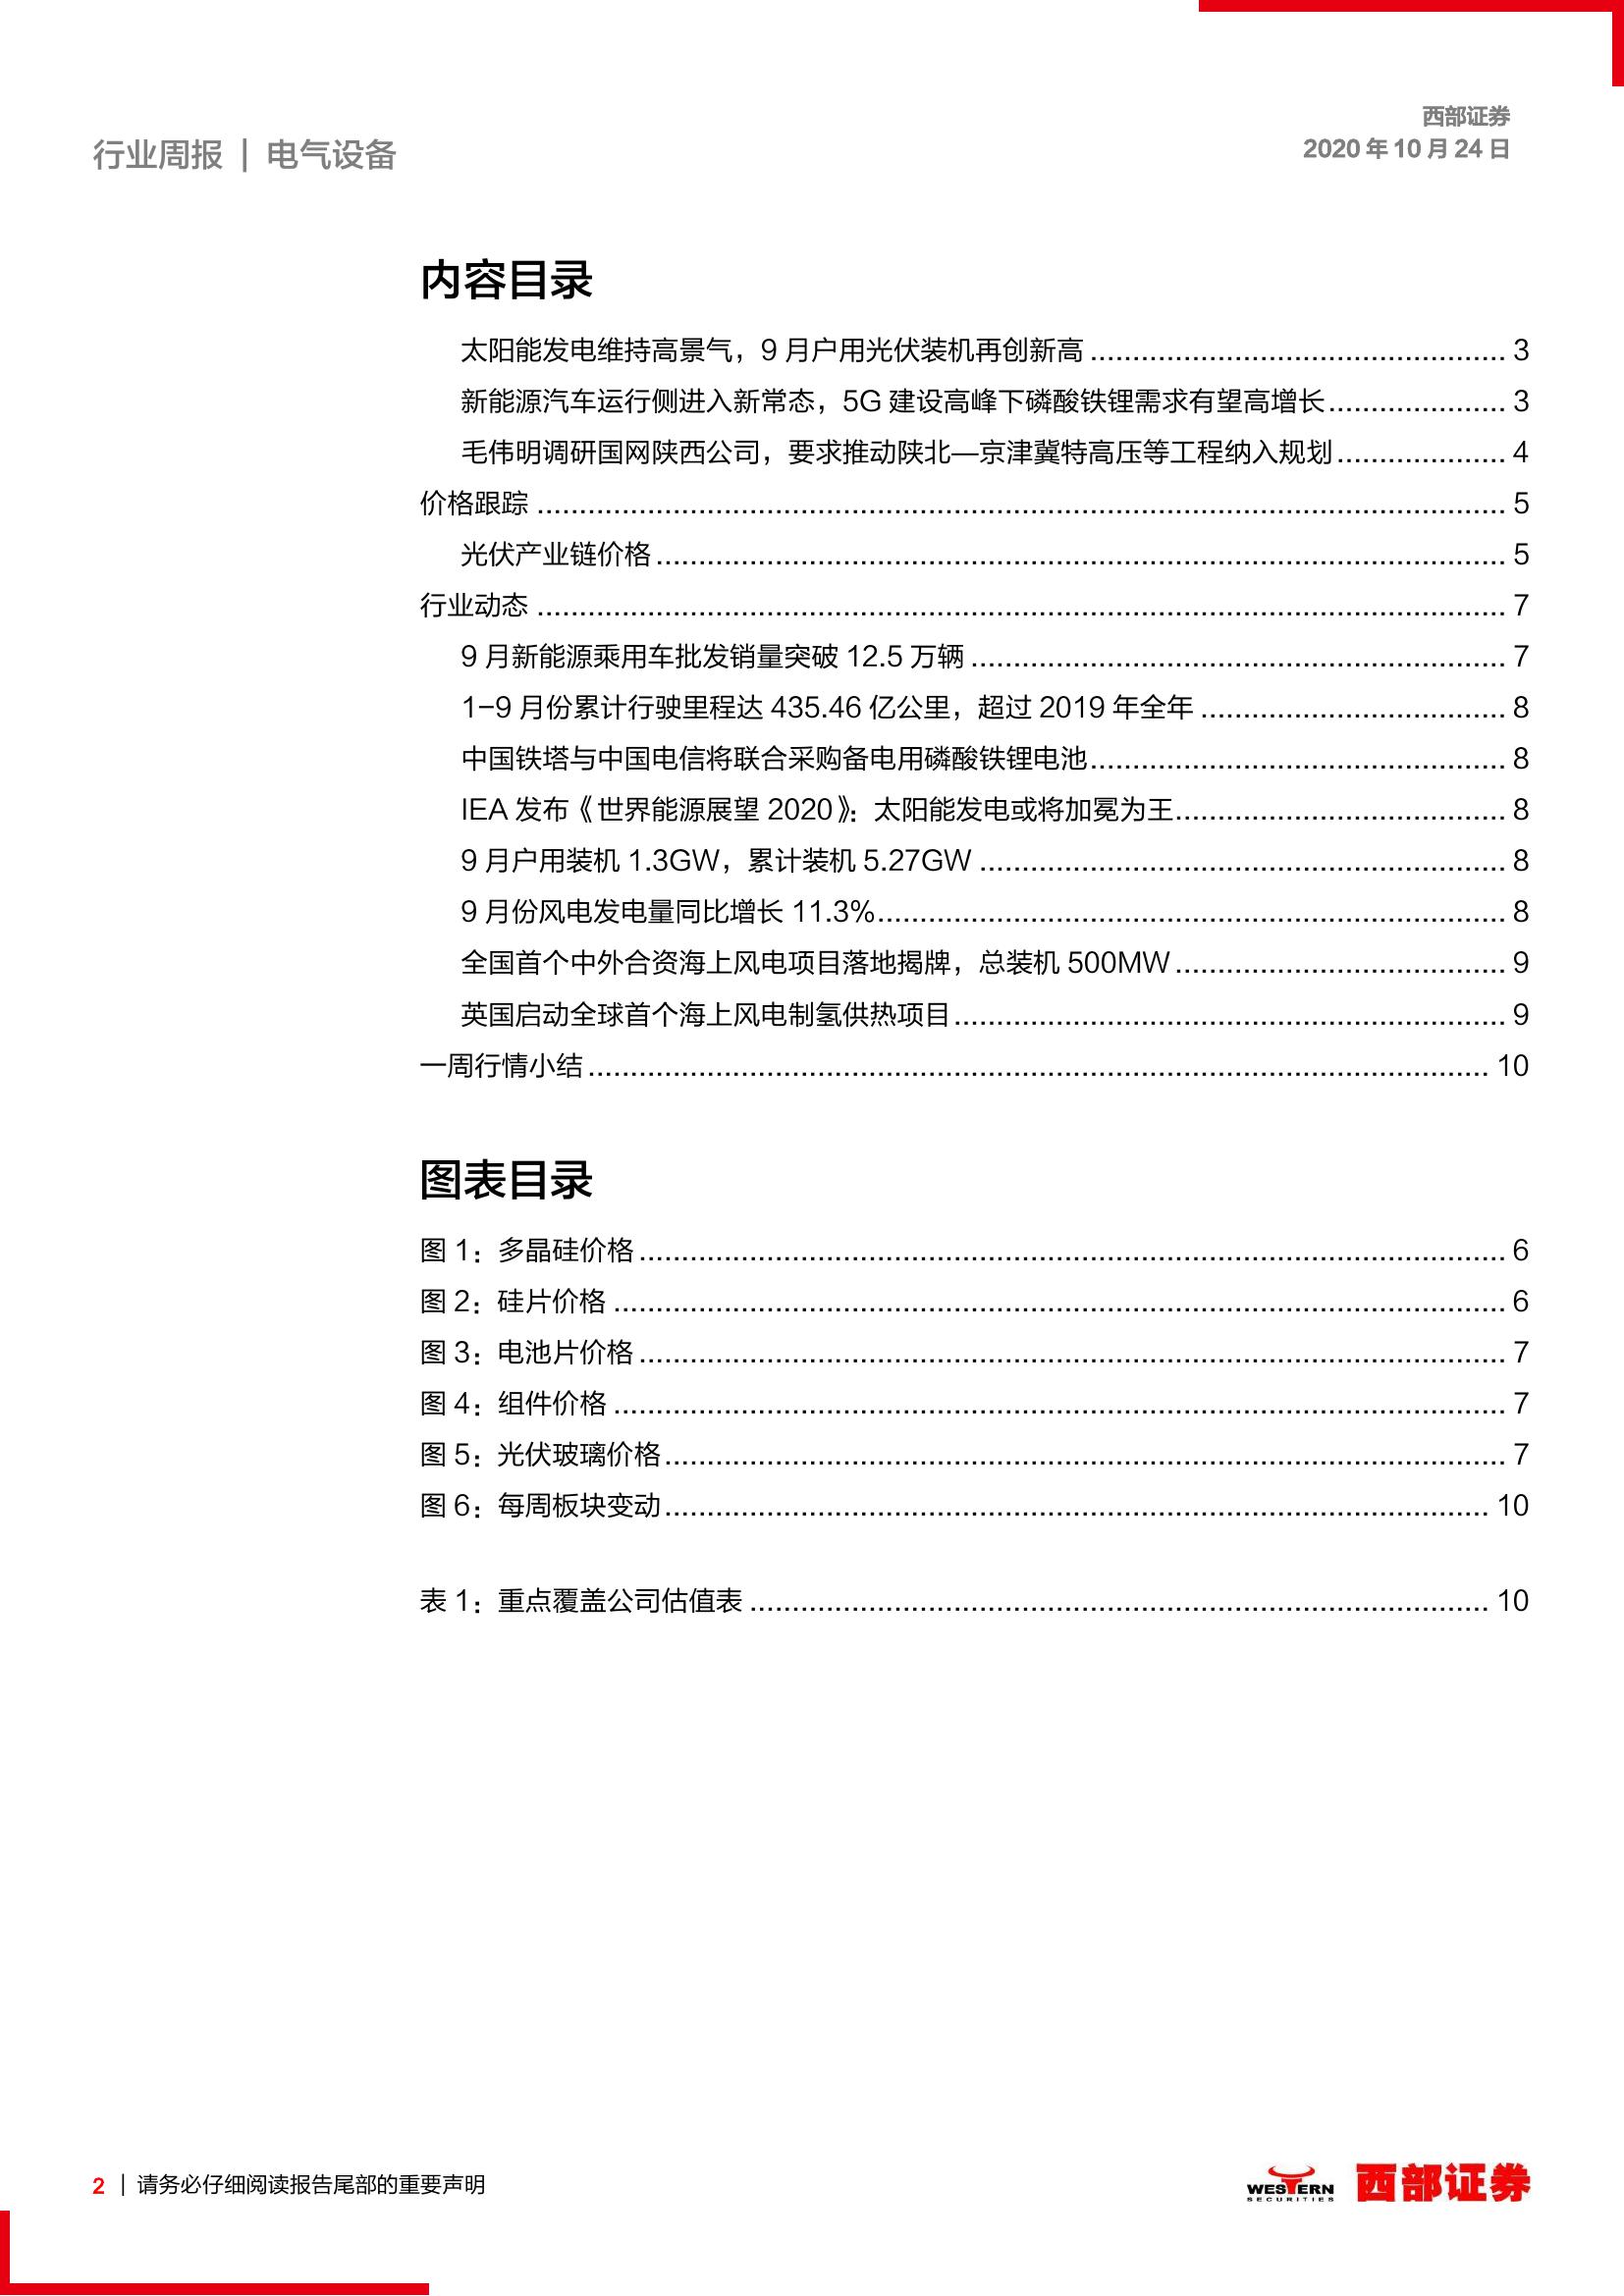 西部证券
2020 年 10 月 24 日
行业周报 | 电气设备
内容目录
太阳能发电维持高景气，9 月户用光伏装机再创新高 ................................................ 3
新能源汽车运行侧进入新常态，5G 建设高峰下磷酸铁锂需求有望高增长 ..................... 3
毛伟明调研国网陕西公司，要求推动陕北—京津冀特高压等工程纳入规划 .................... 4
价格跟踪 ................................................................................ 5
光伏产业链价格 ................................................................................ 5
行业动态 ................................................................................ 7
9 月新能源乘用车批发销量突破 12.5 万辆 ............................................................ 7
1-9 月份累计行驶里程达 435.46 亿公里，超过 2019 年全年 .................................... 8
中国铁塔与中国电信将联合采购备电用磷酸铁锂电池 ................................................ 8
IEA 发布《世界能源展望 2020》：太阳能发电或将加冕为王 ...................................... 8
9 月户用装机 1.3GW，累计装机 5.27GW ............................................................ 8
9 月份风电发电量同比增长 11.3% ........................................................................ 8
全国首个中外合资海上风电项目落地揭牌，总装机 500MW ...................................... 9
英国启动全球首个海上风电制氢供热项目 ................................................................ 9
一周行情小结 ................................................................................ 10
图表目录
图 1：多晶硅价格 ................................................................................ 6
图 2：硅片价格 ................................................................................ 6
图 3：电池片价格 ................................................................................ 7
图 4：组件价格 ................................................................................ 7
图 5：光伏玻璃价格 ................................................................................ 7
图 6：每周板块变动 ................................................................................ 10
表 1：重点覆盖公司估值表 ................................................................................ 10
2 | 请务必仔细阅读报告尾部的重要声明
WESTERN
SECURITIES
西部证券